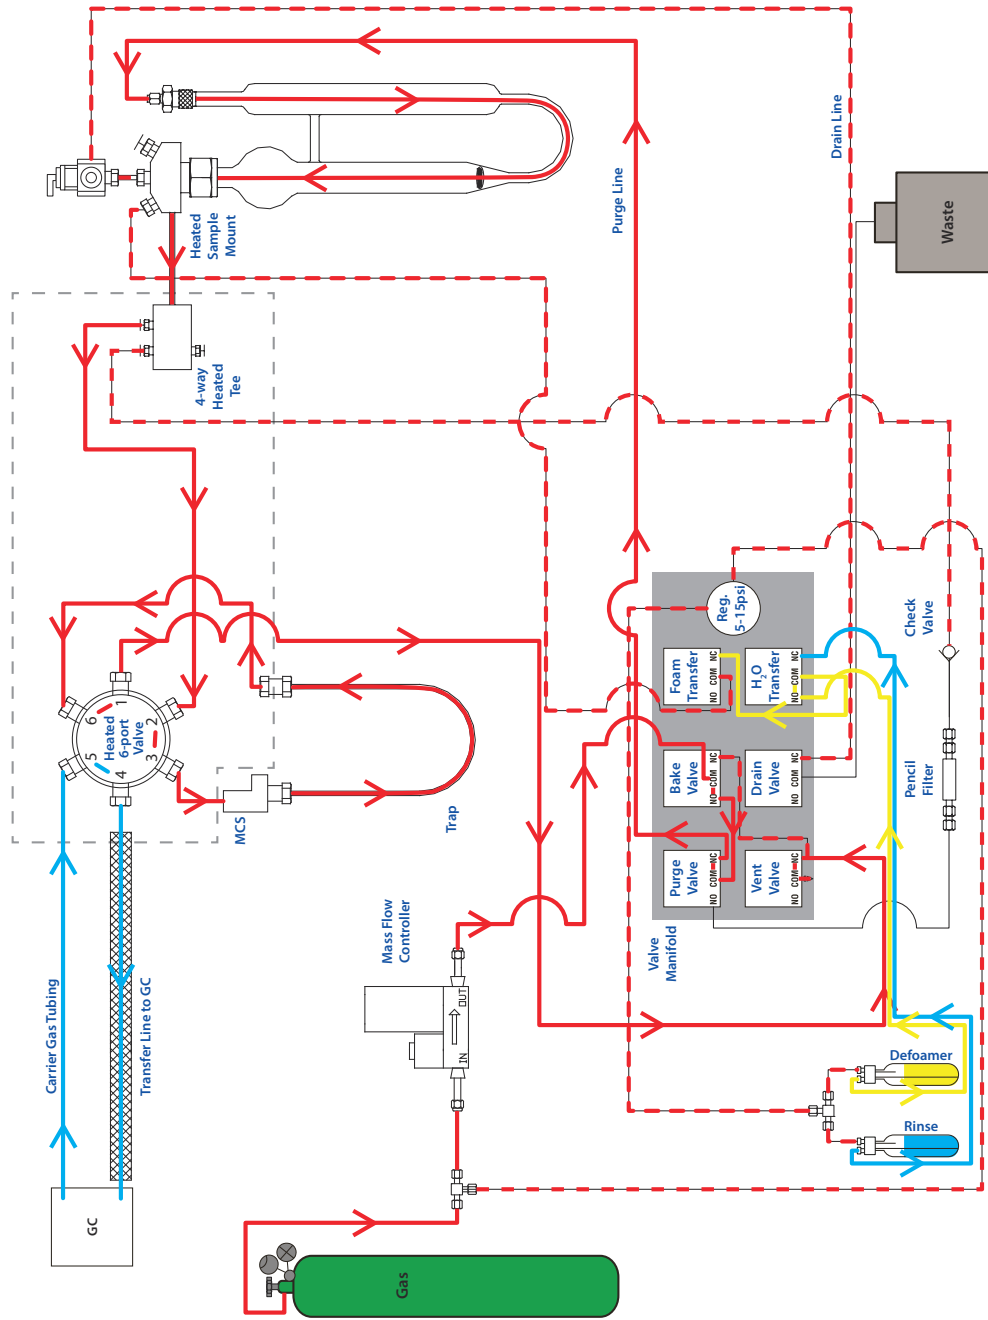 Drain Line
Waste
Purge Line
Heated
Sample
Mount
4-way
Heated
Tee
Check
Valve
Reg.
5-15psi
Foam
Transfer
NO COM NC
H2O
Transfer
NO COM NC
Heated
6-port
Valve
1
2
3
4
5
6
MCS
Trap
Bake
Valve
NO COM NC
Drain
Valve
NO COM NC
Pencil
Filter
Purge
Valve
NO COM NC
Vent
Valve
NO COM NC
Valve
Manifold
Mass Flow
Controller
IN
OUT
Carrier Gas Tubing
Transfer Line to GC
Defoamer
Rinse
GC
Gas